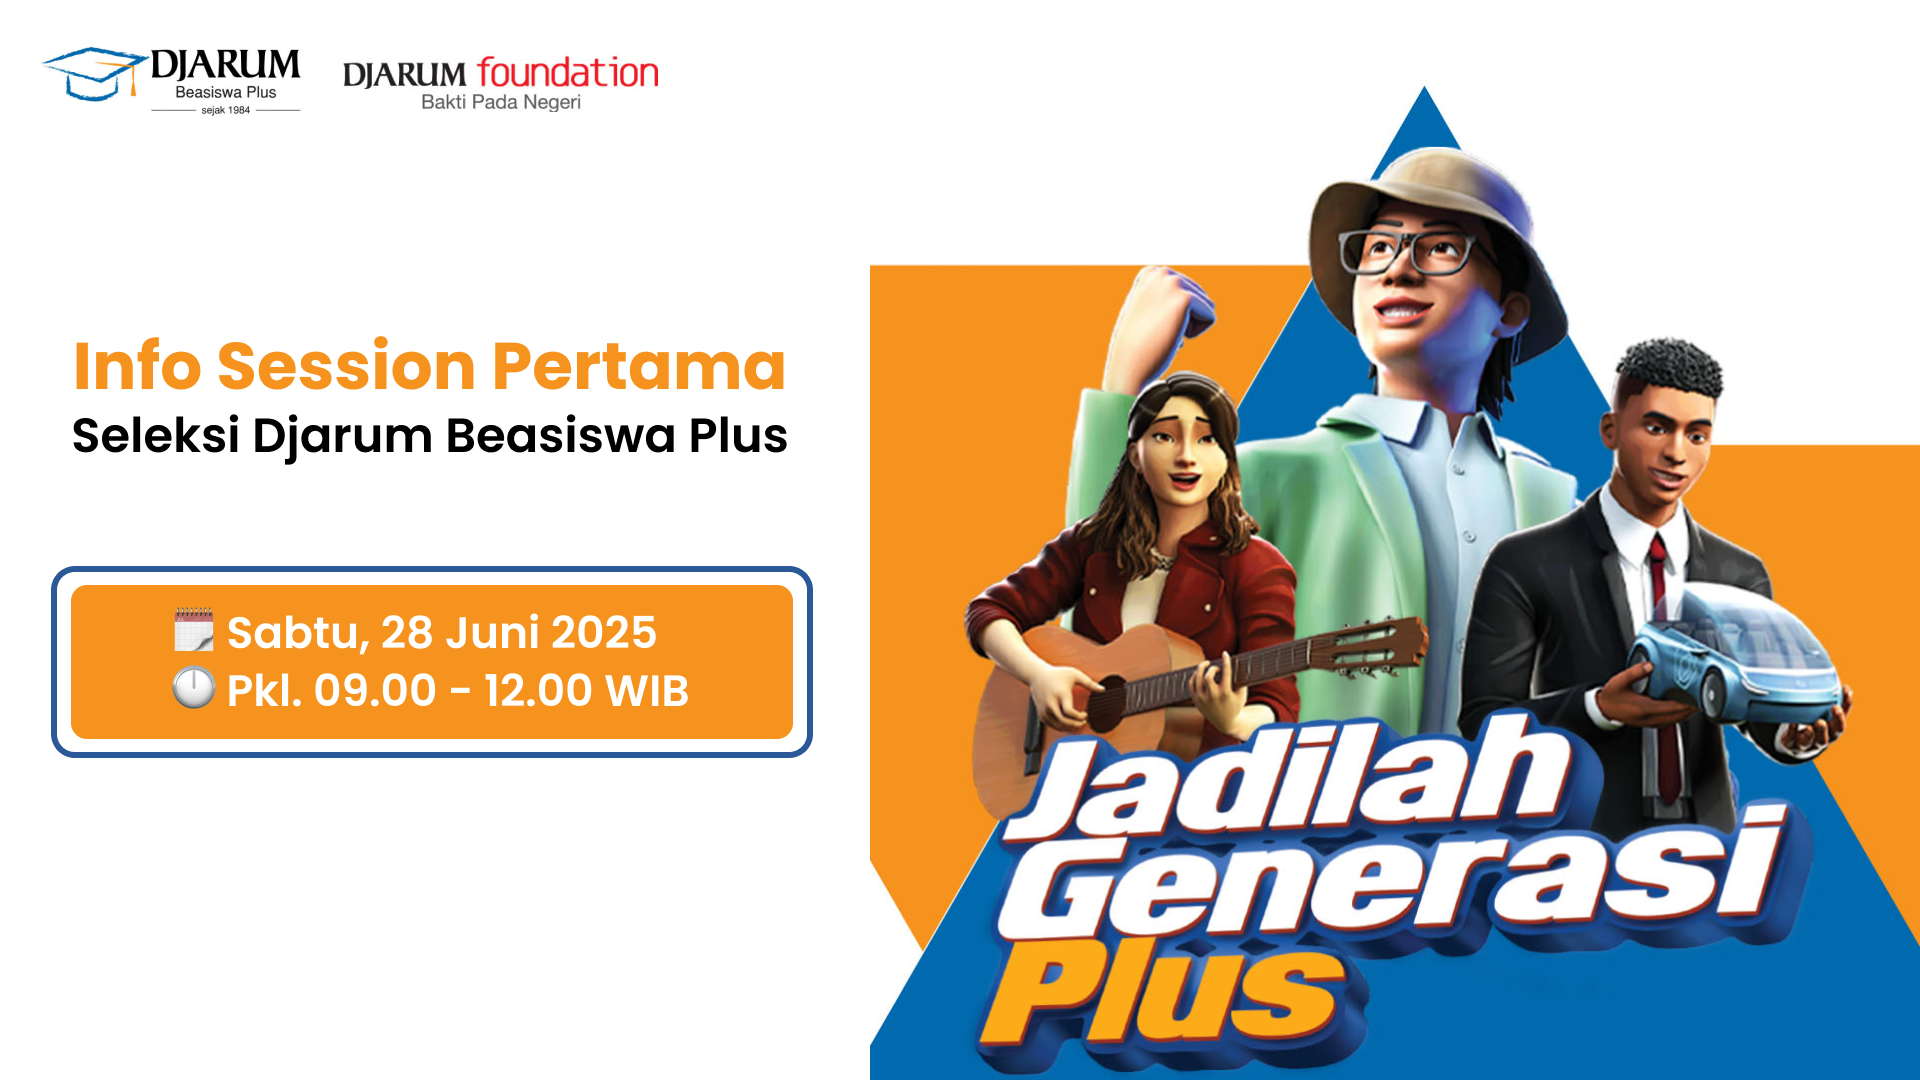 DJARUM
Beasiswa Plus
sejak 1984
DJARUM foundation
Bakti Pada Negeri
Info Session Pertama
Seleksi Djarum Beasiswa Plus
Sabtu, 28 Juni 2025
Pkl. 09.00 - 12.00 WIB
Jadilah
Generasi
Plus